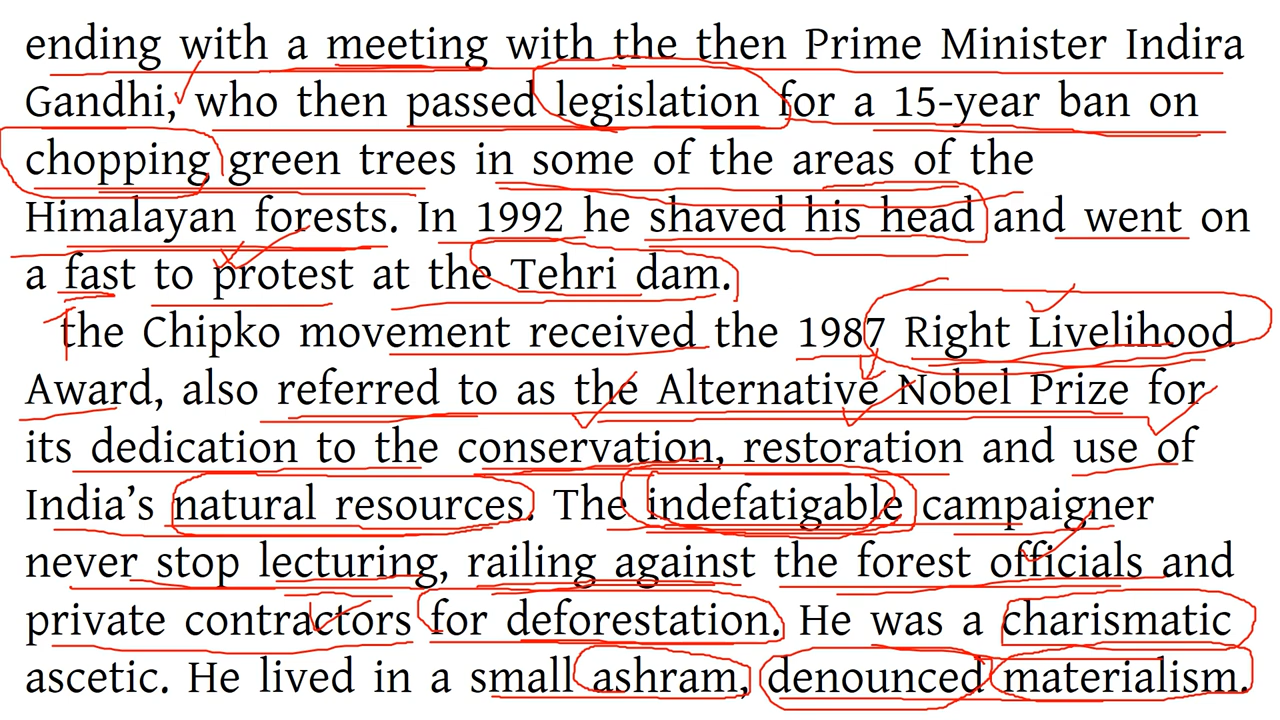 ending with a meeting with the then Prime Minister Indira
Gandhi, who then passed legislation for a 15-year ban on
chopping green trees in some of the areas of the
Himalayan forests. In 1992 he shaved his head and went on
a fast to protest at the Tehri dam.
the Chipko movement received the 1987 Right Livelihood
Award, also referred to as the Alternative Nobel Prize for
its dedication to the conservation, restoration and use of
India’s natural resources. The indefatigable campaigner
never stop lecturing, railing against the forest officials and
private contractors for deforestation. He was a charismatic
ascetic. He lived in a small ashram, denounced materialism.